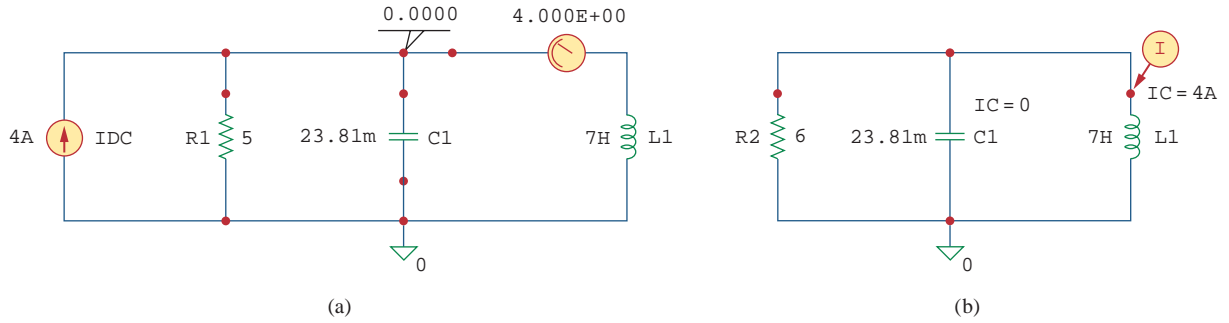 0.0000
4.000E+00
4A
IDC
R1
5
23.81m
C1
7H
L1
0
(a)
I
IC = 4A
IC = 0
R2
6
23.81m
C1
7H
L1
0
(b)